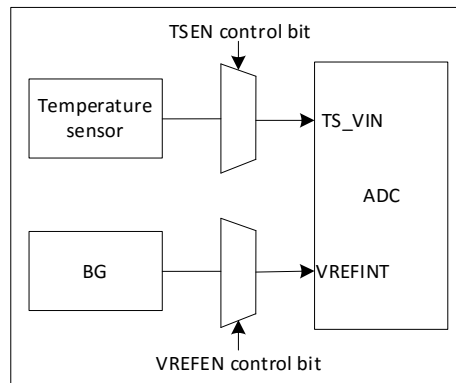 TSEN control bit
Temperature
sensor
TS_VIN
ADC
BG
VREFINT
VREFEN control bit